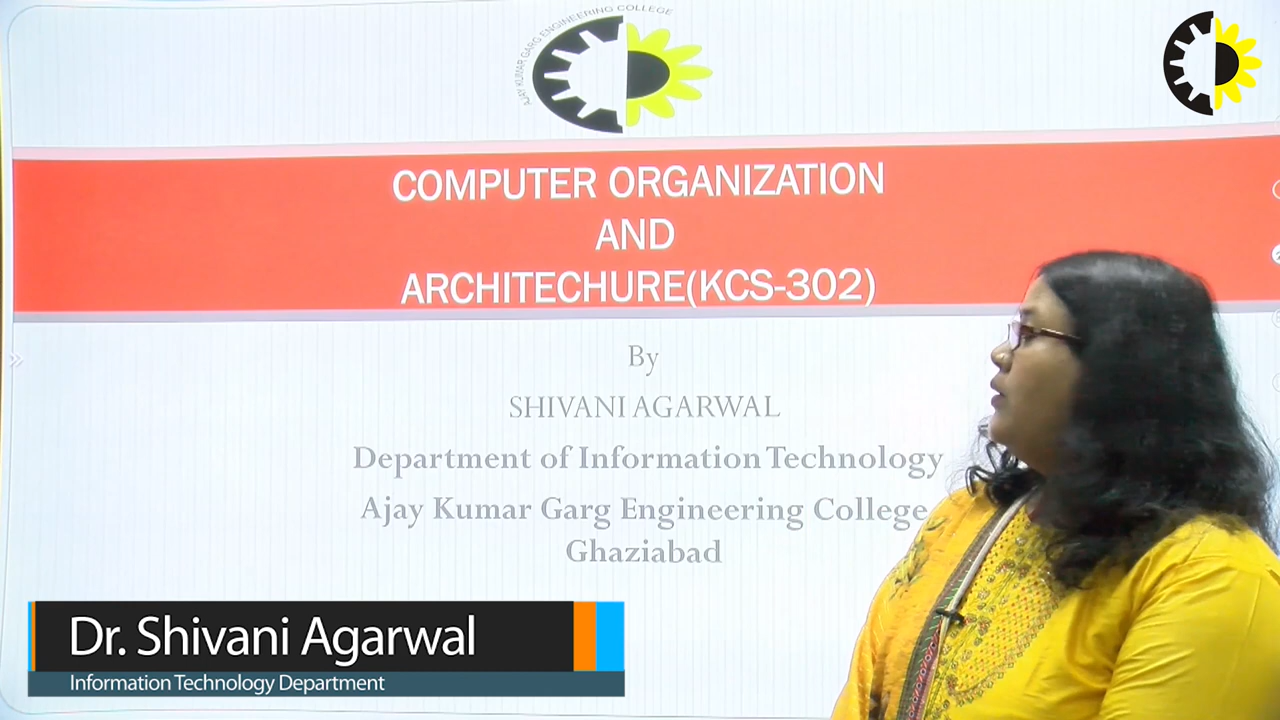 AJAY KUMAR GARG ENGINEERING COLLEGE
COMPUTER ORGANIZATION
AND
ARCHITECHURE(KCS-302)
By
SHIVANI AGARWAL
Department of Information Technology
Ajay Kumar Garg Engineering College
Ghaziabad
Dr. Shivani Agarwal
Information Technology Department